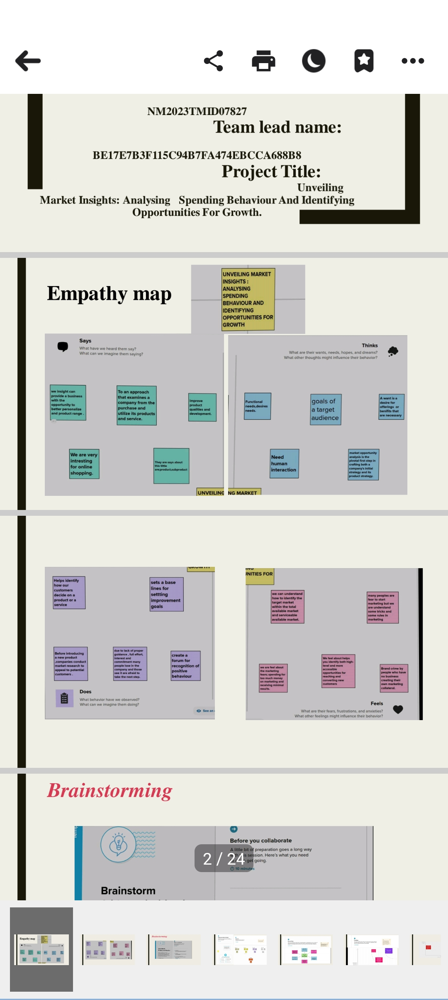 NM2023TMID07827
Team lead name:
BE17E7B3F115C94B7FA474EBCCA688B8
Project Title:
Unveiling
Market Insights: Analysing Spending Behaviour And Identifying
Opportunities For Growth.
Empathy map
UNVEILING MARKET
INSIGHTS :
ANALYSING
SPENDING
BEHAVIOUR AND
IDENTIFYING
OPPORTUNITIES FOR
GROWTH
Says
What have we heard them say?
What can we imagine them saying?
we insight can
provide a business
with the
opportunity to
better personalize
and product range .
To an approach
that examines a
company from the
purchase and
utilize its products
and service.
improve
product
qualities and
development.
We are very
intresting
for online
shopping.
They are says about
this tittle
are;product,subproduct
UNVEILING
Thinks
What are their wants, needs, hopes, and dreams?
What other thoughts might influence their behavior?
Functional
needs,desires
needs.
goals of
a target
audience
A want is a
desire for
offerings or
benifits that
are necessary
Need
human
interaction
market opportunity
analysis is the
pivotal first step in
crafting both a
company's initial
strategy and its
product strategy.
NG MARKET
GROWTH
Helps identify
how our
customers
decide on a
product or a
service
sets a base
lines for
settting
improvement
goals
Before introducing
a new product
,companies conduct
market research to
appeal to potential
customers .
due to lack of proper
guidance , full effort,
interest and
commitment many
people lose in the
company and those
see it are afraid to
take the next step.
create a
forum for
recognition of
positive
behaviour
Does
What behavior have we observed?
What can we imagine them doing?
See an
NG
UNITIES FOR
we can understand
how to identify the
target market
within the total
available market
and serviceable
available market.
many peoples are
fear to start
marketing but we
are understand
some tricks and
some rules in
marketing
we are feel about
the marketing
fears; spending for
too much money
on marketing and
receiving minimal
results.
We feel about helps
you identify both high-
level and more
accessible
opportunities for
reaching and
converting new
customers
Brand crime by
people who have
no business
creating their
own marketing
collateral.
Feels
What are their fears, frustrations, and anxieties?
What other feelings might influence their behavior?
Brainstorming
Before you collaborate
A little bit of preparation goes a long way
with this session. Here's what you need
to do to get going.
10 minutes
Brainstorm
2 / 24
Empathy map
Brainstorming